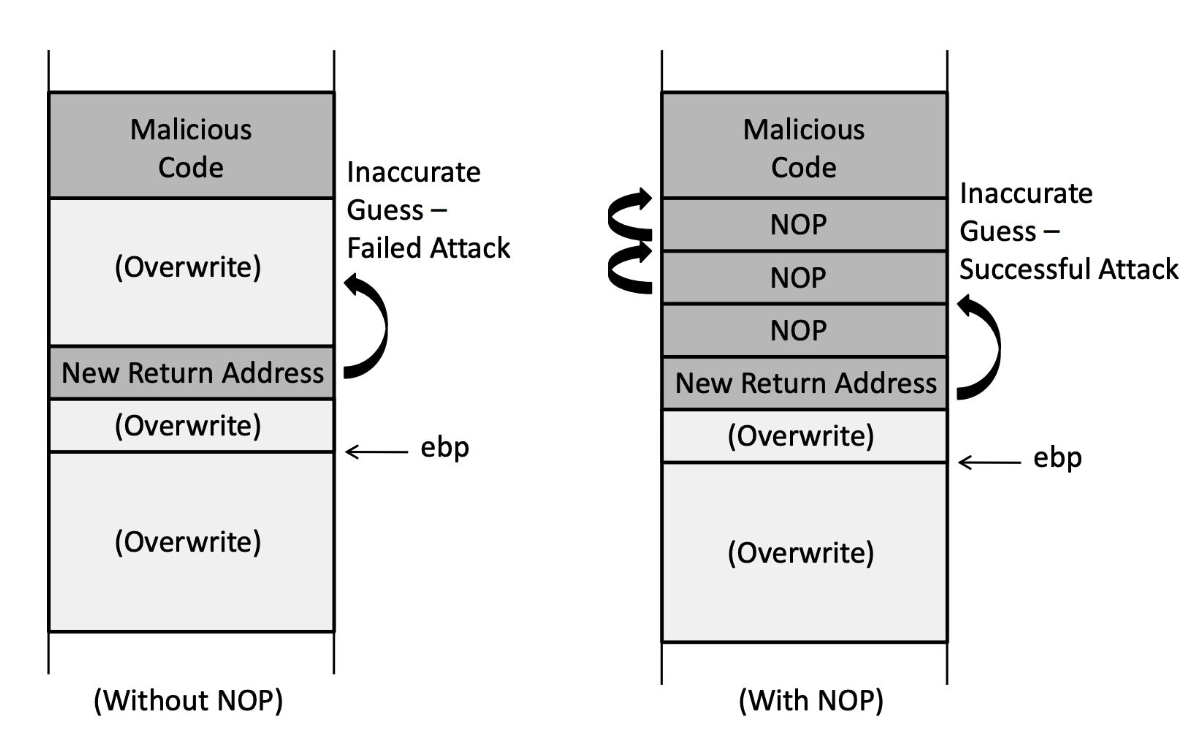 Malicious
Code
(Overwrite)
New Return Address
(Overwrite)
(Overwrite)
Inaccurate
Guess –
Failed Attack
ebp
(Without NOP)
Malicious
Code
NOP
NOP
NOP
New Return Address
(Overwrite)
(Overwrite)
Inaccurate
Guess –
Successful Attack
ebp
(With NOP)